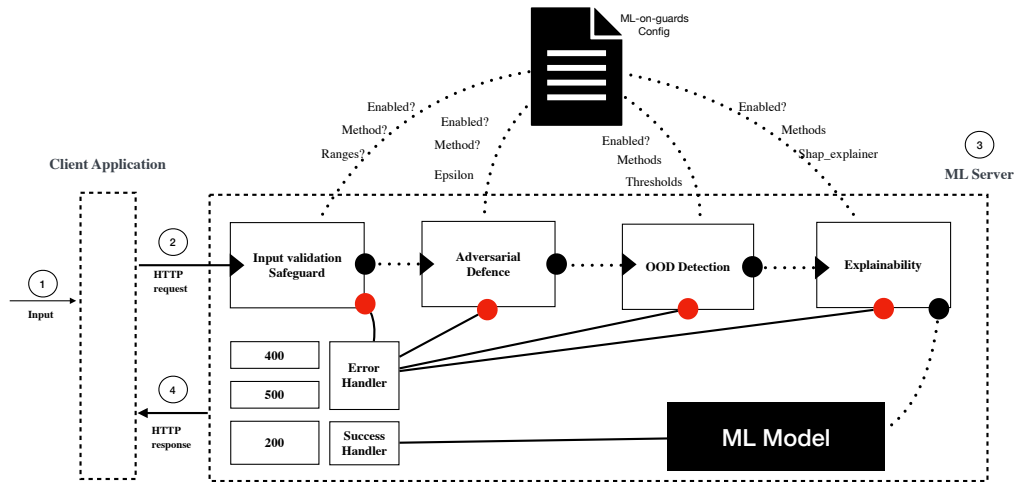 ML-on-guards
Config
Enabled?
Method?
Ranges?
Enabled?
Method?
Epsilon
Enabled?
Methods
Thresholds
Enabled?
Methods
Shap_explainer
3
ML Server
Client Application
1
Input
2
HTTP
request
Input validation
Safeguard
Adversarial
Defence
OOD Detection
Explainability
400
500
200
Error
Handler
Success
Handler
ML Model
4
HTTP
response